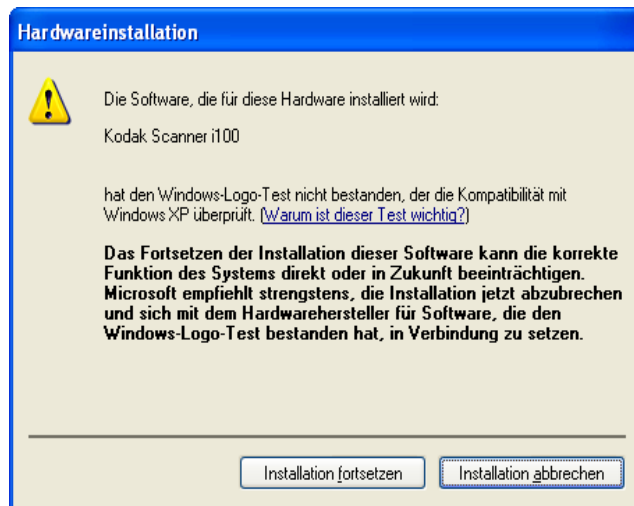 Hardwareinstallation
Die Software, die für diese Hardware installiert wird:
Kodak Scanner i100
hat den Windows-Logo-Test nicht bestanden, der die Kompatibilität mit
Windows XP überprüft. (Warum ist dieser Test wichtig?)
Das Fortsetzen der Installation dieser Software kann die korrekte
Funktion des Systems direkt oder in Zukunft beeinträchtigen.
Microsoft empfiehlt strengstens, die Installation jetzt abzubrechen
und sich mit dem Hardwarehersteller für Software, die den
Windows-Logo-Test bestanden hat, in Verbindung zu setzen.
Installation fortsetzen
Installation abbrechen